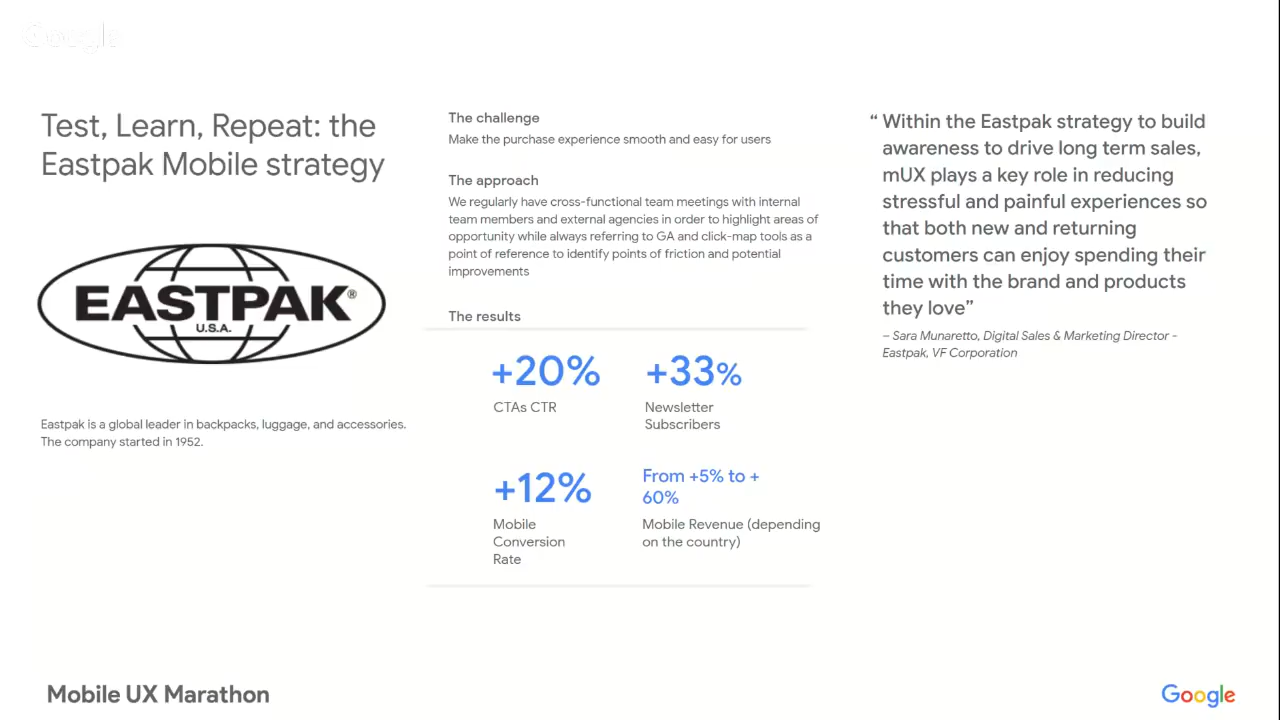 Google
Test, Learn, Repeat: the
Eastpak Mobile strategy
EASTPAK®
U.S.A.
Eastpak is a global leader in backpacks, luggage, and accessories.
The company started in 1952.
The challenge
Make the purchase experience smooth and easy for users
The approach
We regularly have cross-functional team meetings with internal
team members and external agencies in order to highlight areas of
opportunity while always referring to GA and click-map tools as a
point of reference to identify points of friction and potential
improvements
The results
+20%
CTAs CTR
+33%
Newsletter
Subscribers
+12%
Mobile
Conversion
Rate
From +5% to +
60%
Mobile Revenue (depending
on the country)
“ Within the Eastpak strategy to build
awareness to drive long term sales,
mUX plays a key role in reducing
stressful and painful experiences so
that both new and returning
customers can enjoy spending their
time with the brand and products
they love”
– Sara Munaretto, Digital Sales & Marketing Director -
Eastpak, VF Corporation
Mobile UX Marathon
Google